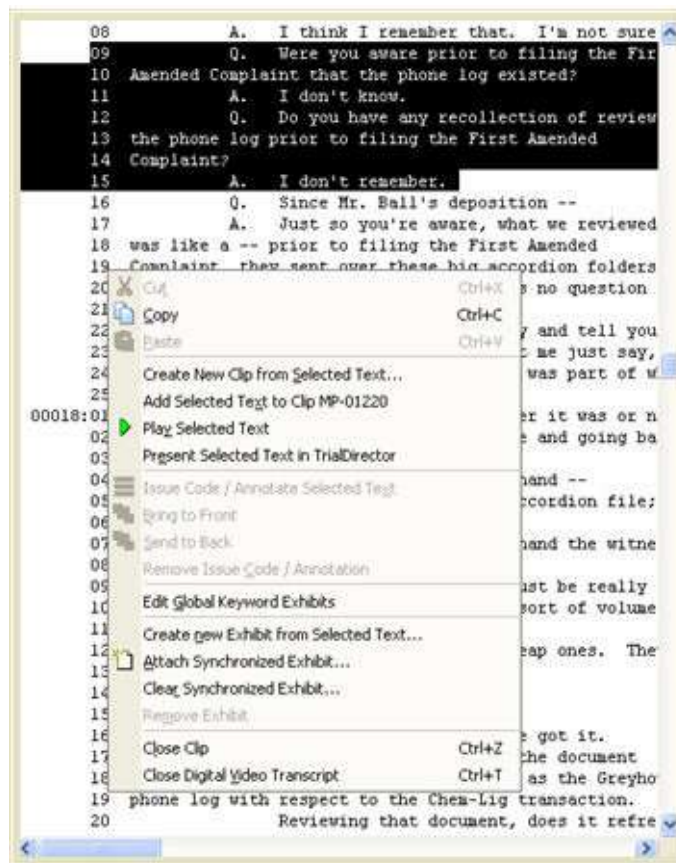 08 A. I think I remember that. I'm not sure
09 Q. Were you aware prior to filing the Fir
10 Amended Complaint that the phone log existed?
11 A. I don't know.
12 Q. Do you have any recollection of review
13 the phone log prior to filing the First Amended
14 Complaint?
15 A. I don't remember.
16 Q. Since Mr. Ball's deposition --
17 A. Just so you're aware, what we reviewed
18 was like a -- prior to filing the First Amended
19 Complaint they sent over these big accordion folders
20 Cut Ctrl+X s no question
21 Copy Ctrl+C
22 Paste Ctrl+V y and tell you
23 t me just say,
24 Create New Clip from Selected Text... was part of w
25 Add Selected Text to Clip MP-01220
00018:01 Play Selected Text er it was or n
02 e and going ba
03 Present Selected Text in TrialDirector
04 hand --
05 Issue Code / Annotate Selected Text ccordion file;
06 Bring to Front
07 Send to Back hand the witne
08 Remove Issue Code / Annotation
09 ust be really
10 Edit Global Keyword Exhibits sort of volume
11 Create new Exhibit from Selected Text...
12 Attach Synchronized Exhibit... eap ones. The
13
14 Clear Synchronized Exhibit...
15 Remove Exhibit
16 e got it.
17 Close Clip Ctrl+Z the document
18 Close Digital Video Transcript Ctrl+T as the Greyho
19 phone log with respect to the Chem-Lig transaction.
20 Reviewing that document, does it refre